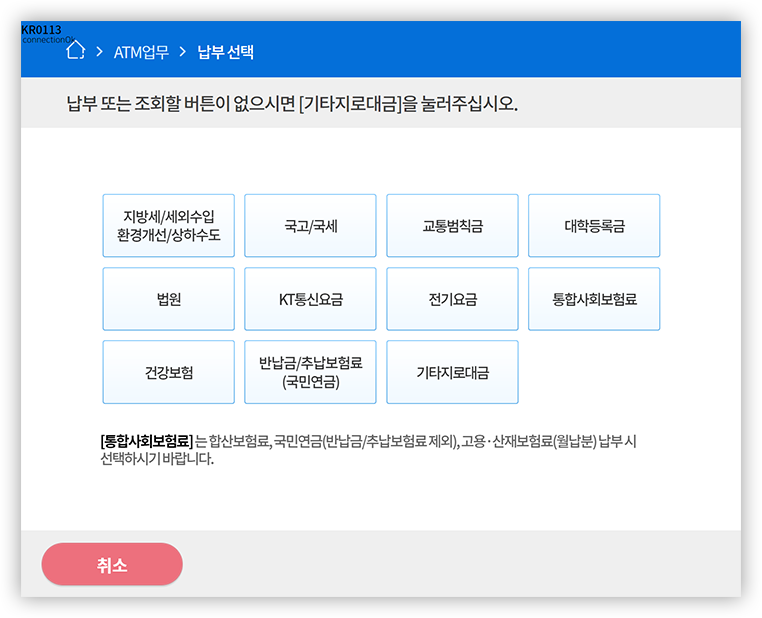 KR0113
connectionOk
ATM업무 > 납부 선택
납부 또는 조회할 버튼이 없으시면 [기타지로대금]을 눌러주십시오.
지방세/세외수입
환경개선/상하수도
국고/국세
교통범칙금
대학등록금
법원
KT통신요금
전기요금
통합사회보험료
건강보험
반납금/추납보험료
(국민연금)
기타지로대금
[통합사회보험료] 는 합산보험료, 국민연금(반납금/추납보험료 제외), 고용·산재보험료(월납분) 납부 시
선택하시기 바랍니다.
취소